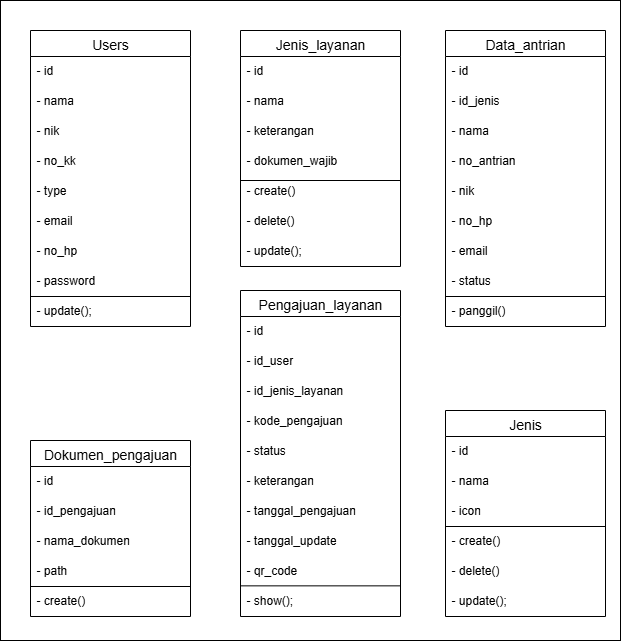 Users
- id
- nama
- nik
- no_kk
- type
- email
- no_hp
- password
- update();
Jenis_layanan
- id
- nama
- keterangan
- dokumen_wajib
- create()
- delete()
- update();
Data_antrian
- id
- id_jenis
- nama
- no_antrian
- nik
- no_hp
- email
- status
- panggil()
Dokumen_pengajuan
- id
- id_pengajuan
- nama_dokumen
- path
- create()
Pengajuan_layanan
- id
- id_user
- id_jenis_layanan
- kode_pengajuan
- status
- keterangan
- tanggal_pengajuan
- tanggal_update
- qr_code
- show();
Jenis
- id
- nama
- icon
- create()
- delete()
- update();